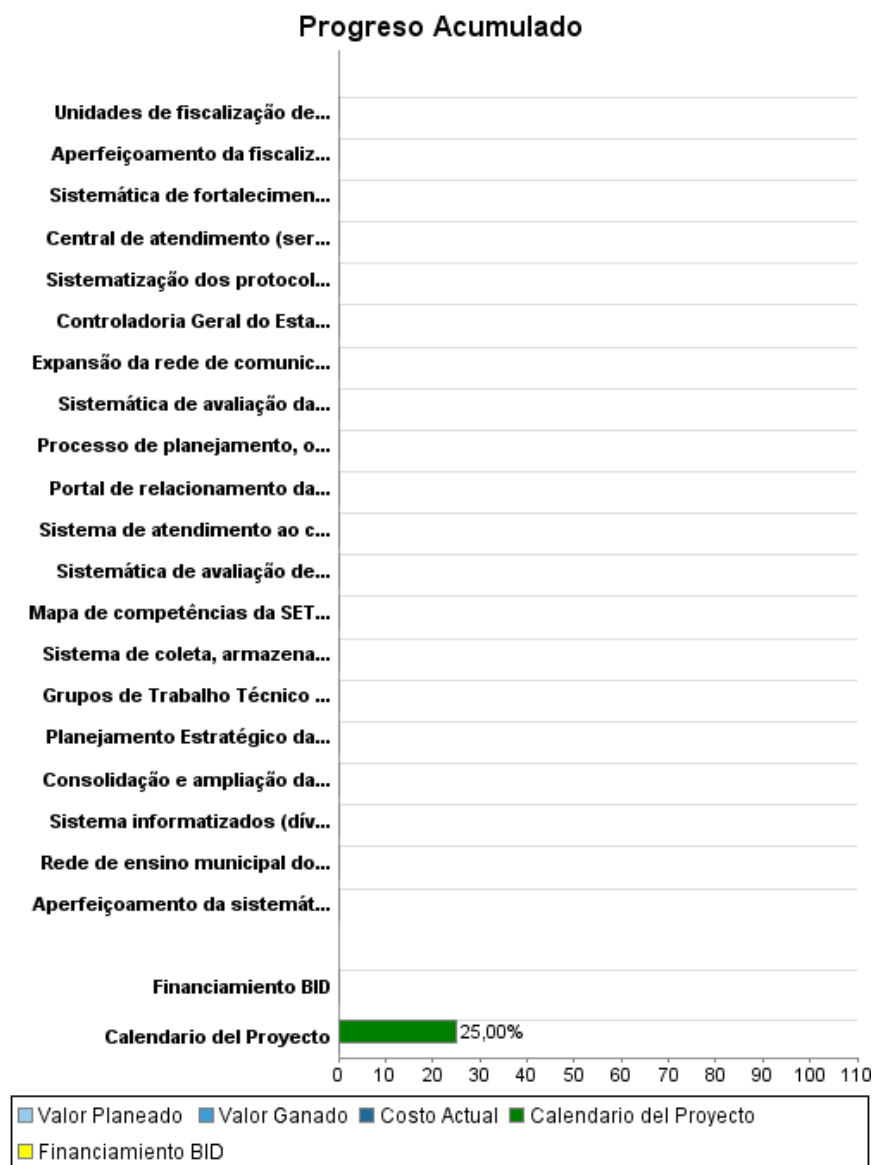 Progreso Acumulado
Unidades de fiscalização de...
Aperfeiçoamento da fiscaliz...
Sistemática de fortalecimen...
Central de atendimento (ser...
Sistematização dos protocol...
Controladoria Geral do Esta...
Expansão da rede de comunic...
Sistemática de avaliação da...
Processo de planejamento, o...
Portal de relacionamento da...
Sistema de atendimento ao c...
Sistemática de avaliação de...
Mapa de competências da SET...
Sistema de coleta, armazena...
Grupos de Trabalho Técnico ...
Planejamento Estratégico da...
Consolidação e ampliação da...
Sistema informatizados (dív...
Rede de ensino municipal do...
Aperfeiçoamento da sistemát...
Financiamiento BID
Calendario del Proyecto 25,00%
0 10 20 30 40 50 60 70 80 90 100 110
Valor Planeado Valor Ganado Costo Actual Calendario del Proyecto
Financiamiento BID